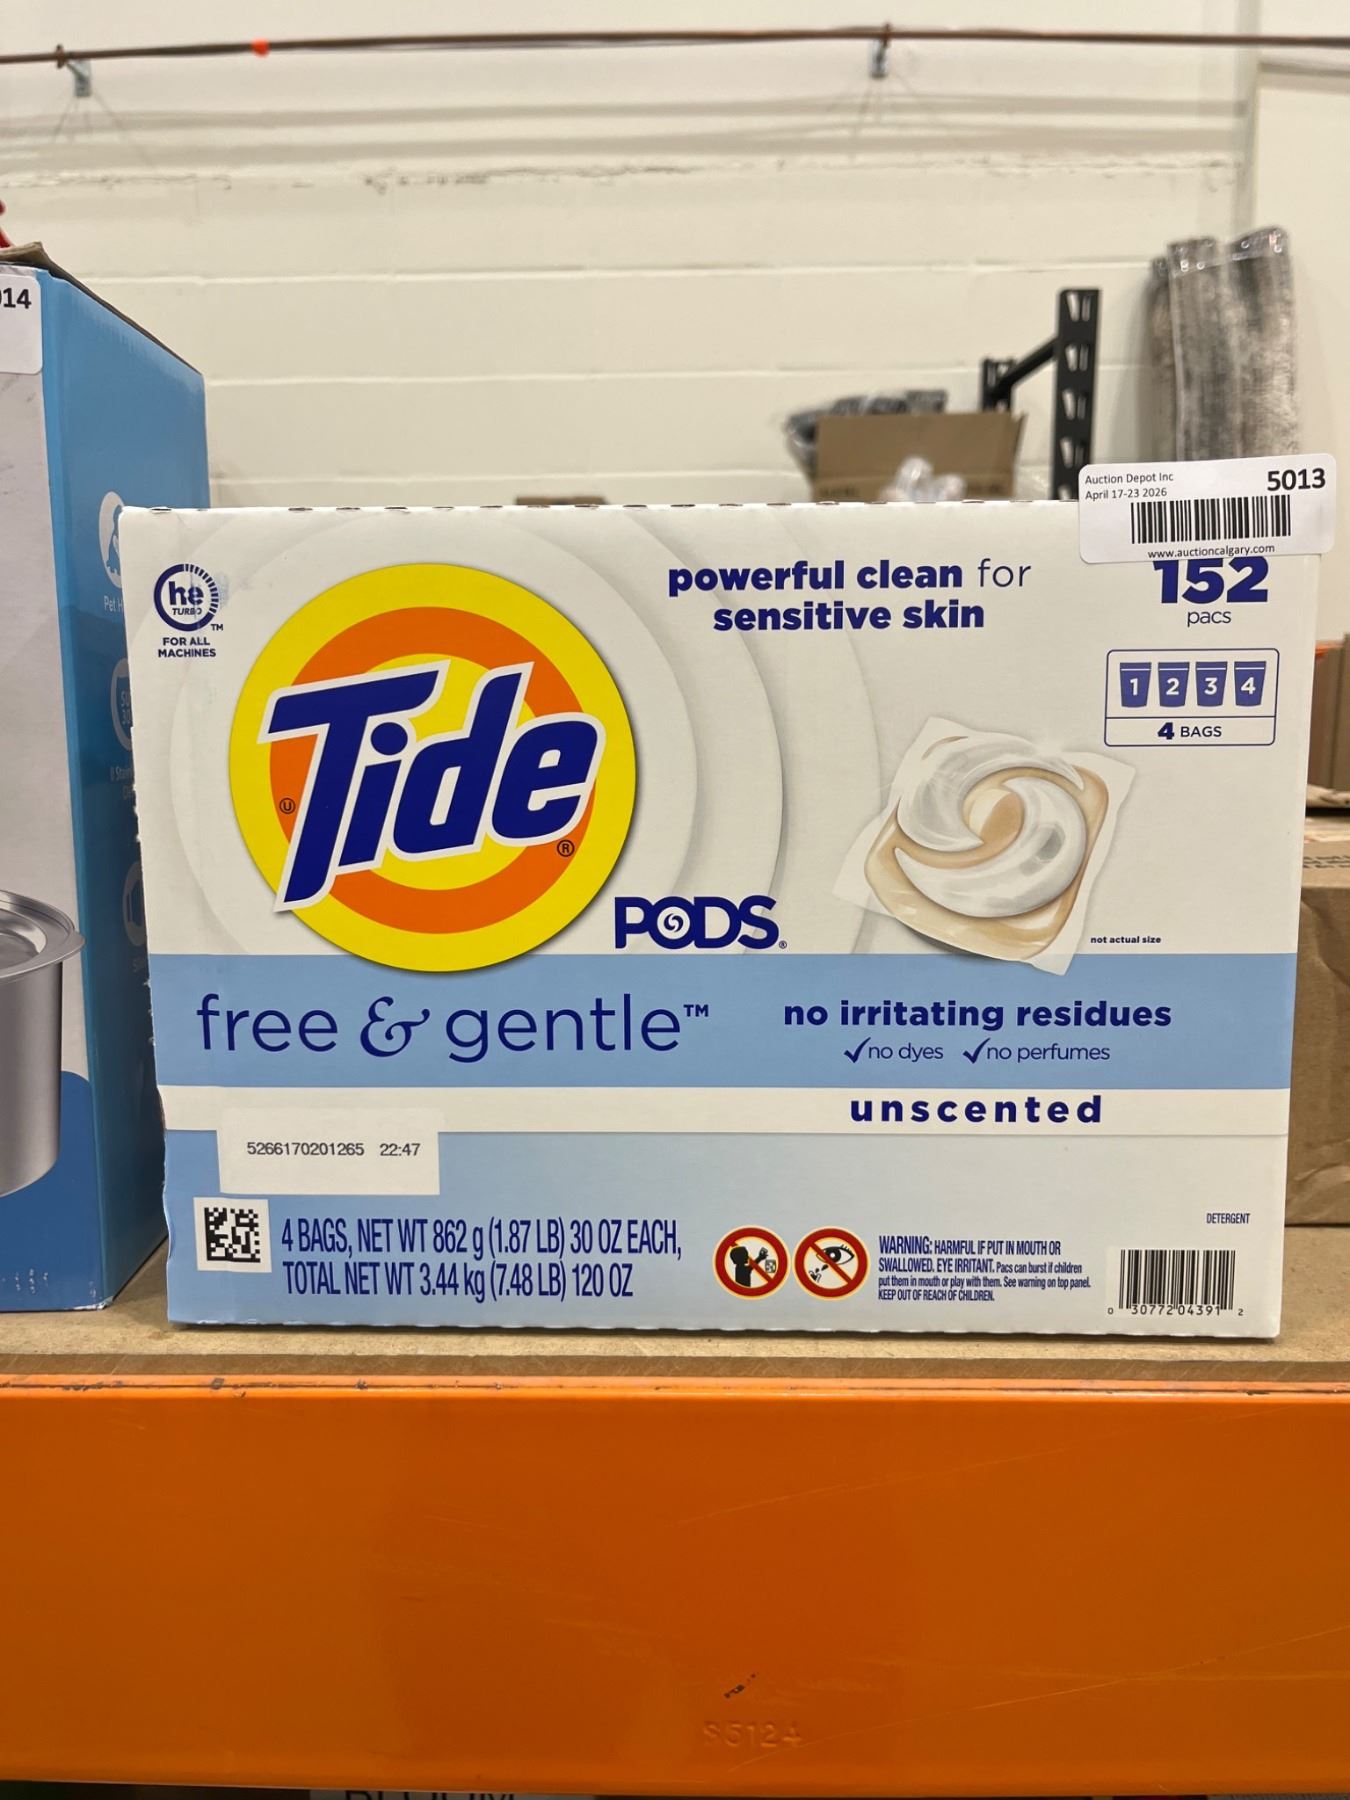 014
Auction Depot Inc
5013
April 17-23 2026
www.auctioncalgary.com
he
TURBO
TM
FOR ALL
MACHINES
powerful clean for
sensitive skin
152
pacs
1 2 3 4
4 BAGS
Tide
U
®
PODS®
not actual size
free & gentle™
no irritating residues
✓no dyes ✓no perfumes
unscented
5266170201265 22:47
4 BAGS, NET WT 862 g (1.87 LB) 30 OZ EACH,
TOTAL NET WT 3.44 kg (7.48 LB) 120 OZ
WARNING: HARMFUL IF PUT IN MOUTH OR
SWALLOWED. EYE IRRITANT. Pacs can burst if children
put them in mouth or play with them. See warning on top panel.
KEEP OUT OF REACH OF CHILDREN.
DETERGENT
0 30772 04391 2
Pet H